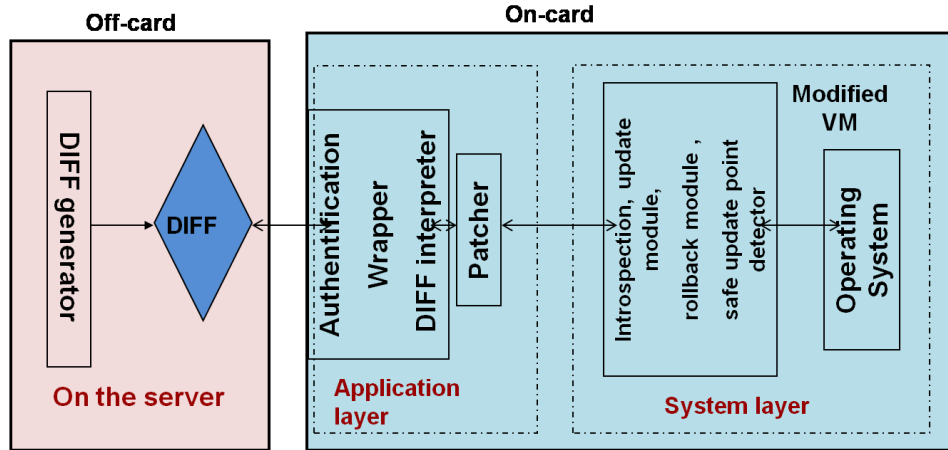 Off-card
On-card
DIFF generator
DIFF
On the server
Authentification
Wrapper
DIFF interpreter
Patcher
Application
layer
Introspection, update
module,
rollback module ,
safe update point
detector
Modified
VM
Operating
System
System layer